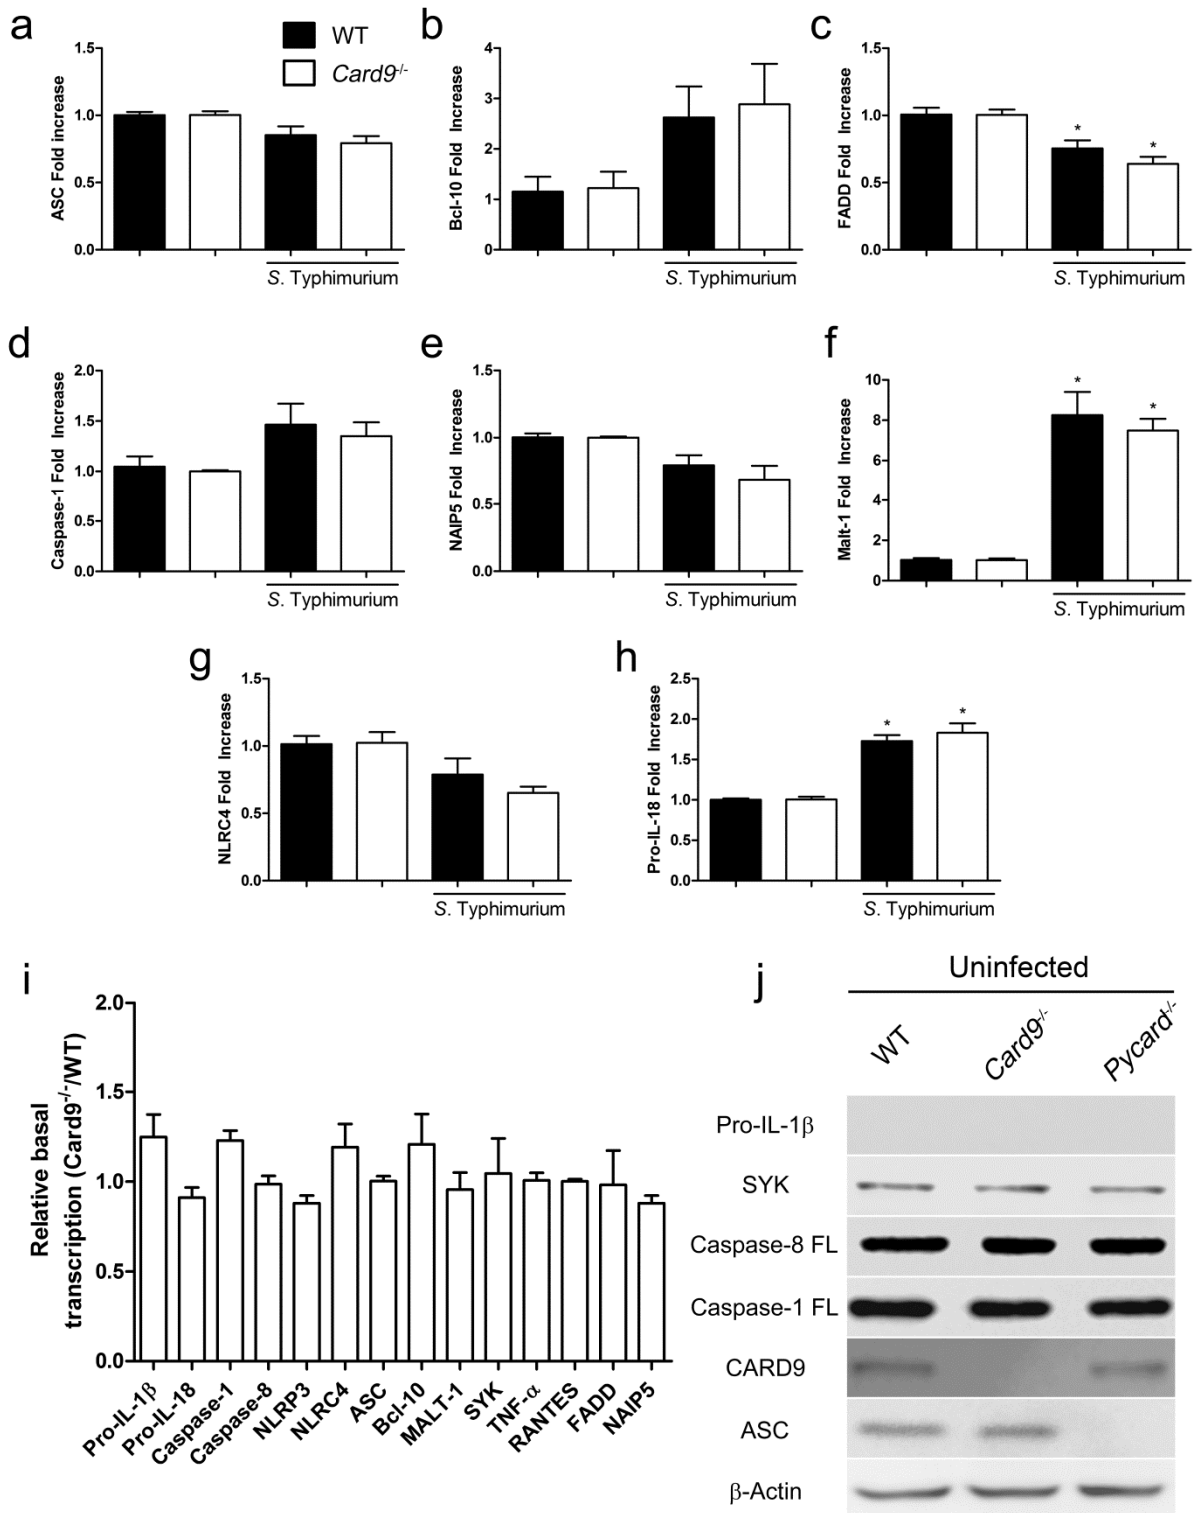 a
WT
Card9-/-
ASC Fold increase
1.5
1.0
0.5
0.0
S. Typhimurium
b
Bcl-10 Fold Increase
4
3
2
1
0
S. Typhimurium
c
FADD Fold Increase
1.5
1.0
0.5
0.0
*
*
S. Typhimurium
d
Caspase-1 Fold Increase
2.0
1.5
1.0
0.5
0.0
S. Typhimurium
e
NAIP5 Fold Increase
1.5
1.0
0.5
0.0
S. Typhimurium
f
Malt-1 Fold Increase
10
8
6
4
2
0
*
*
S. Typhimurium
g
NLRC4 Fold Increase
1.5
1.0
0.5
0.0
S. Typhimurium
h
Pro-IL-18 Fold Increase
2.5
2.0
1.5
1.0
0.5
0.0
*
*
S. Typhimurium
i
Relative basal
transcription (Card9-/-/WT)
2.0
1.5
1.0
0.5
0.0
Pro-IL-1β
Pro-IL-18
Caspase-1
Caspase-8
NLRP3
NLRC4
ASC
Bcl-10
MALT-1
SYK
TNF-α
RANTES
FADD
NAIP5
j
Uninfected
WT
Card9-/-
Pycard-/-
Pro-IL-1β
SYK
Caspase-8 FL
Caspase-1 FL
CARD9
ASC
β-Actin